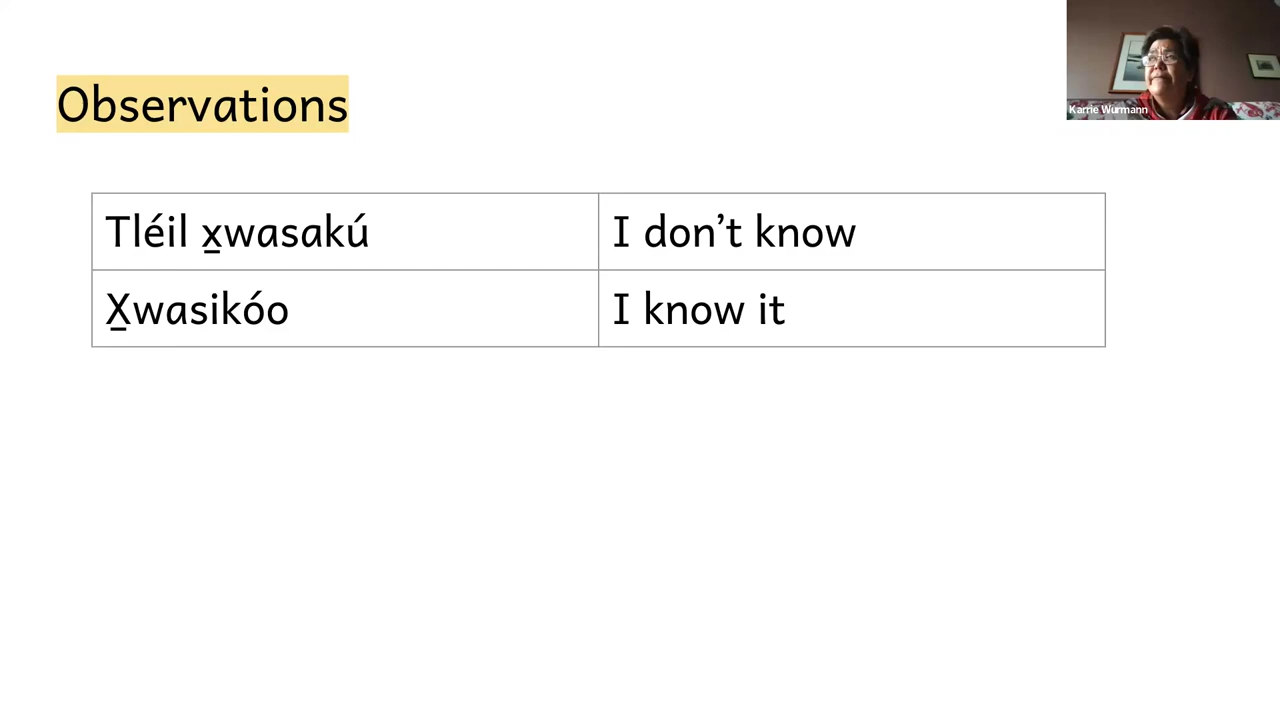 Observations
Karrie Wurmann
Tléil x̱wasakú I don’t know
X̱wasikóo I know it